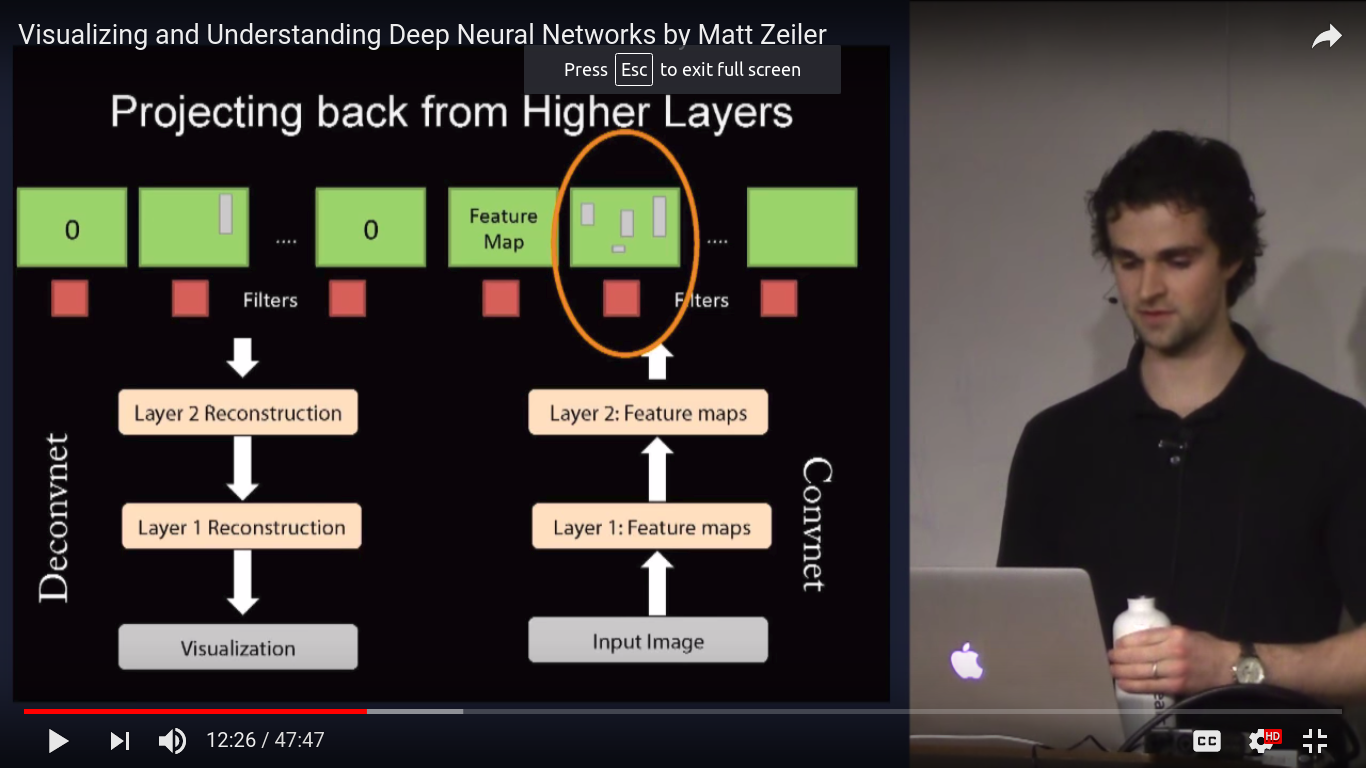 Visualizing and Understanding Deep Neural Networks by Matt Zeiler
Press Esc to exit full screen
Projecting back from Higher Layers
0
....
0
Feature
Map
....
Filters
Filters
Layer 2 Reconstruction
Layer 2: Feature maps
Deconvnet
Convnet
Layer 1 Reconstruction
Layer 1: Feature maps
Visualization
Input Image
12:26 / 47:47
CC
HD